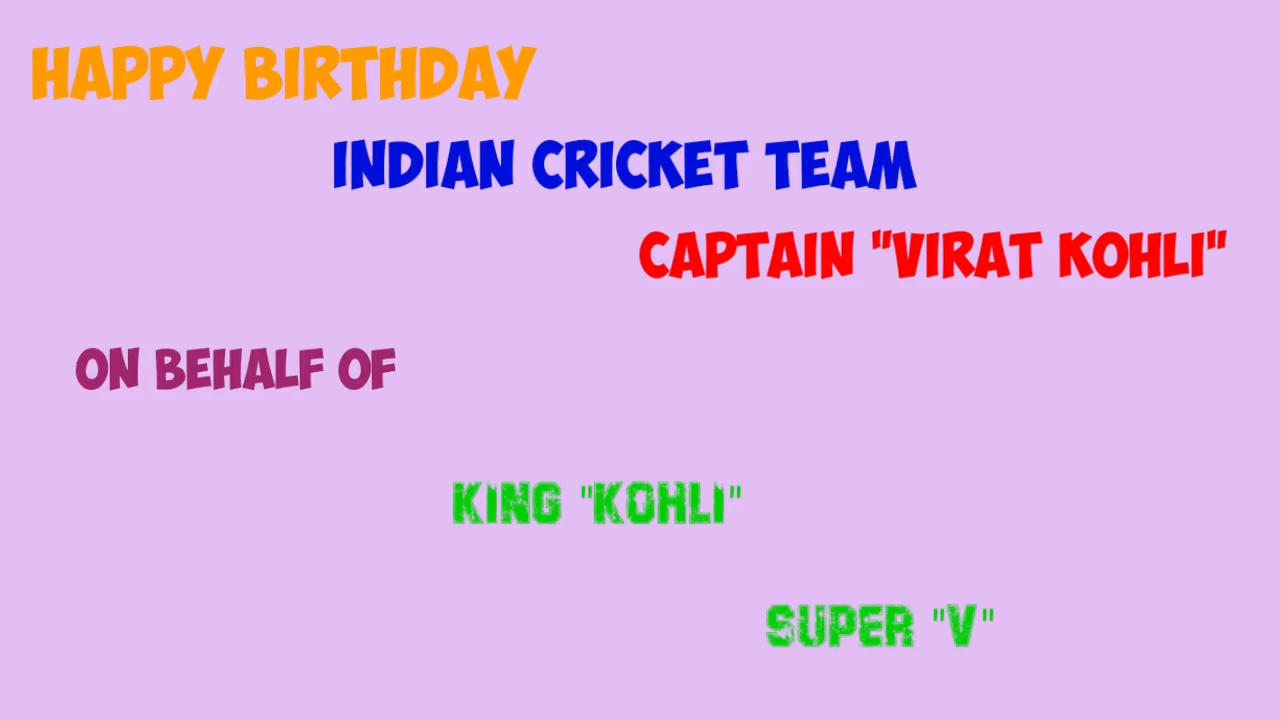 HAPPY BIRTHDAY
INDIAN CRICKET TEAM
CAPTAIN "VIRAT KOHLI"
ON BEHALF OF
KING "KOHLI"
SUPER "V"